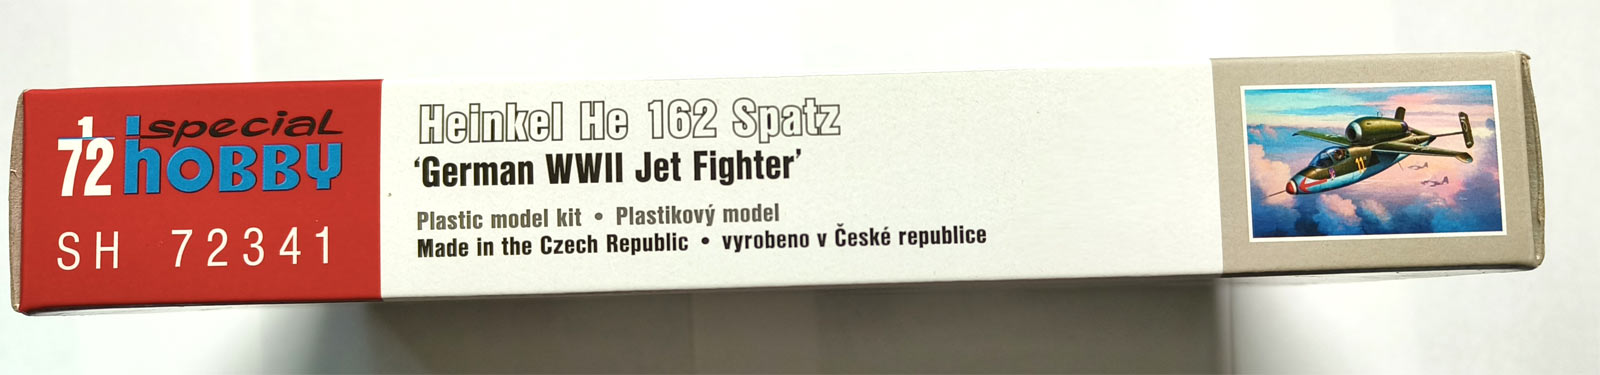 1/72 special
hOBBY
SH 72341
Heinkel He 162 Spatz
'German WWII Jet Fighter'
Plastic model kit • Plastikový model
Made in the Czech Republic • vyrobeno v České republice
11